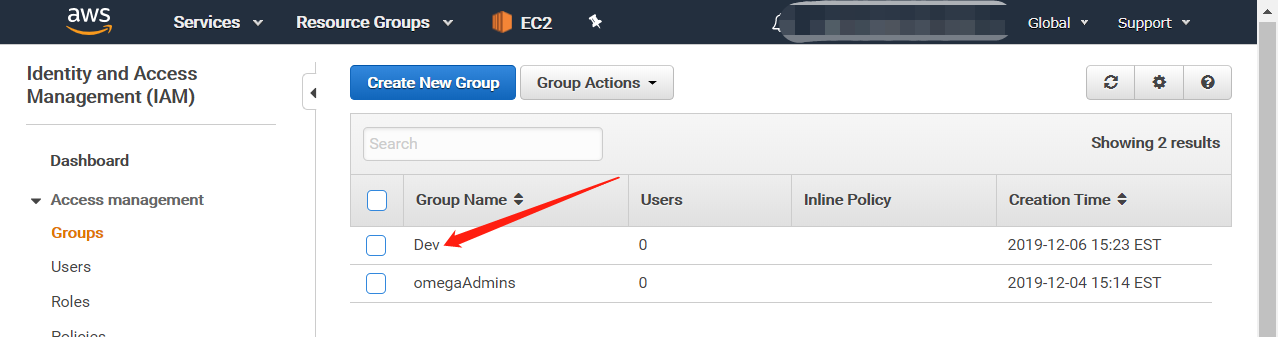 aws Services Resource Groups EC2 Global Support
Identity and Access
Management (IAM)
Create New Group Group Actions
Dashboard
Search
Showing 2 results
Access management
Group Name Users Inline Policy Creation Time
Groups
Dev 0 2019-12-06 15:23 EST
Users
omegaAdmins 0 2019-12-04 15:14 EST
Roles
Policies